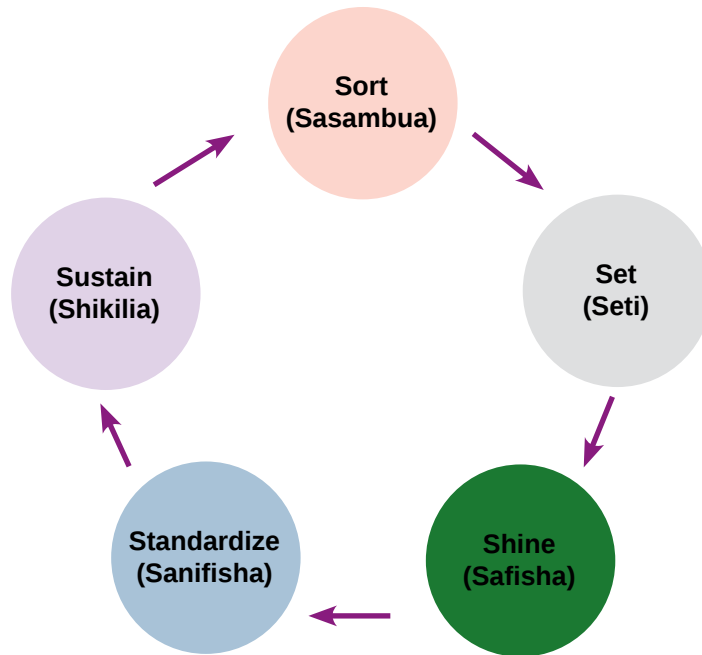 Sort
(Sasambua)
Set
(Seti)
Shine
(Safisha)
Standardize
(Sanifisha)
Sustain
(Shikilia)